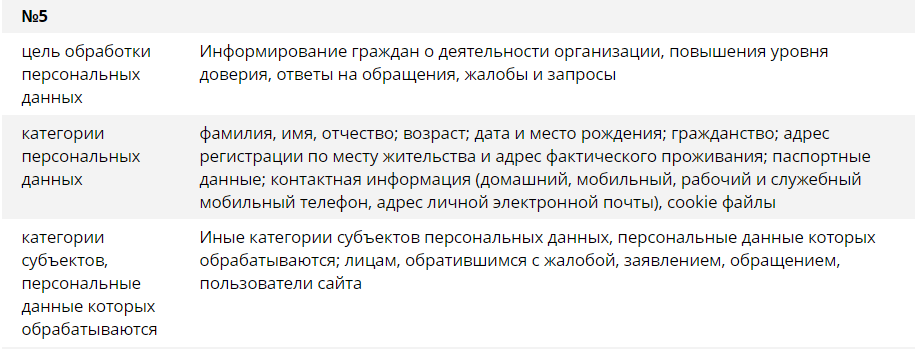 №5
цель обработки
персональных
данных
Информирование граждан о деятельности организации, повышения уровня
доверия, ответы на обращения, жалобы и запросы
категории
персональных
данных
фамилия, имя, отчество; возраст; дата и место рождения; гражданство; адрес
регистрации по месту жительства и адрес фактического проживания; паспортные
данные; контактная информация (домашний, мобильный, рабочий и служебный
мобильный телефон, адрес личной электронной почты), cookie файлы
категории
субъектов,
персональные
данные которых
обрабатываются
Иные категории субъектов персональных данных, персональные данные которых
обрабатываются; лицам, обратившимся с жалобой, заявлением, обращением,
пользователи сайта